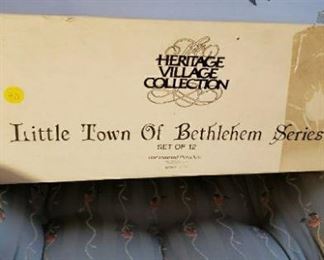 HERITAGE
VILLAGE
COLLECTION
Little Town Of Bethlehem Series
SET OF 12